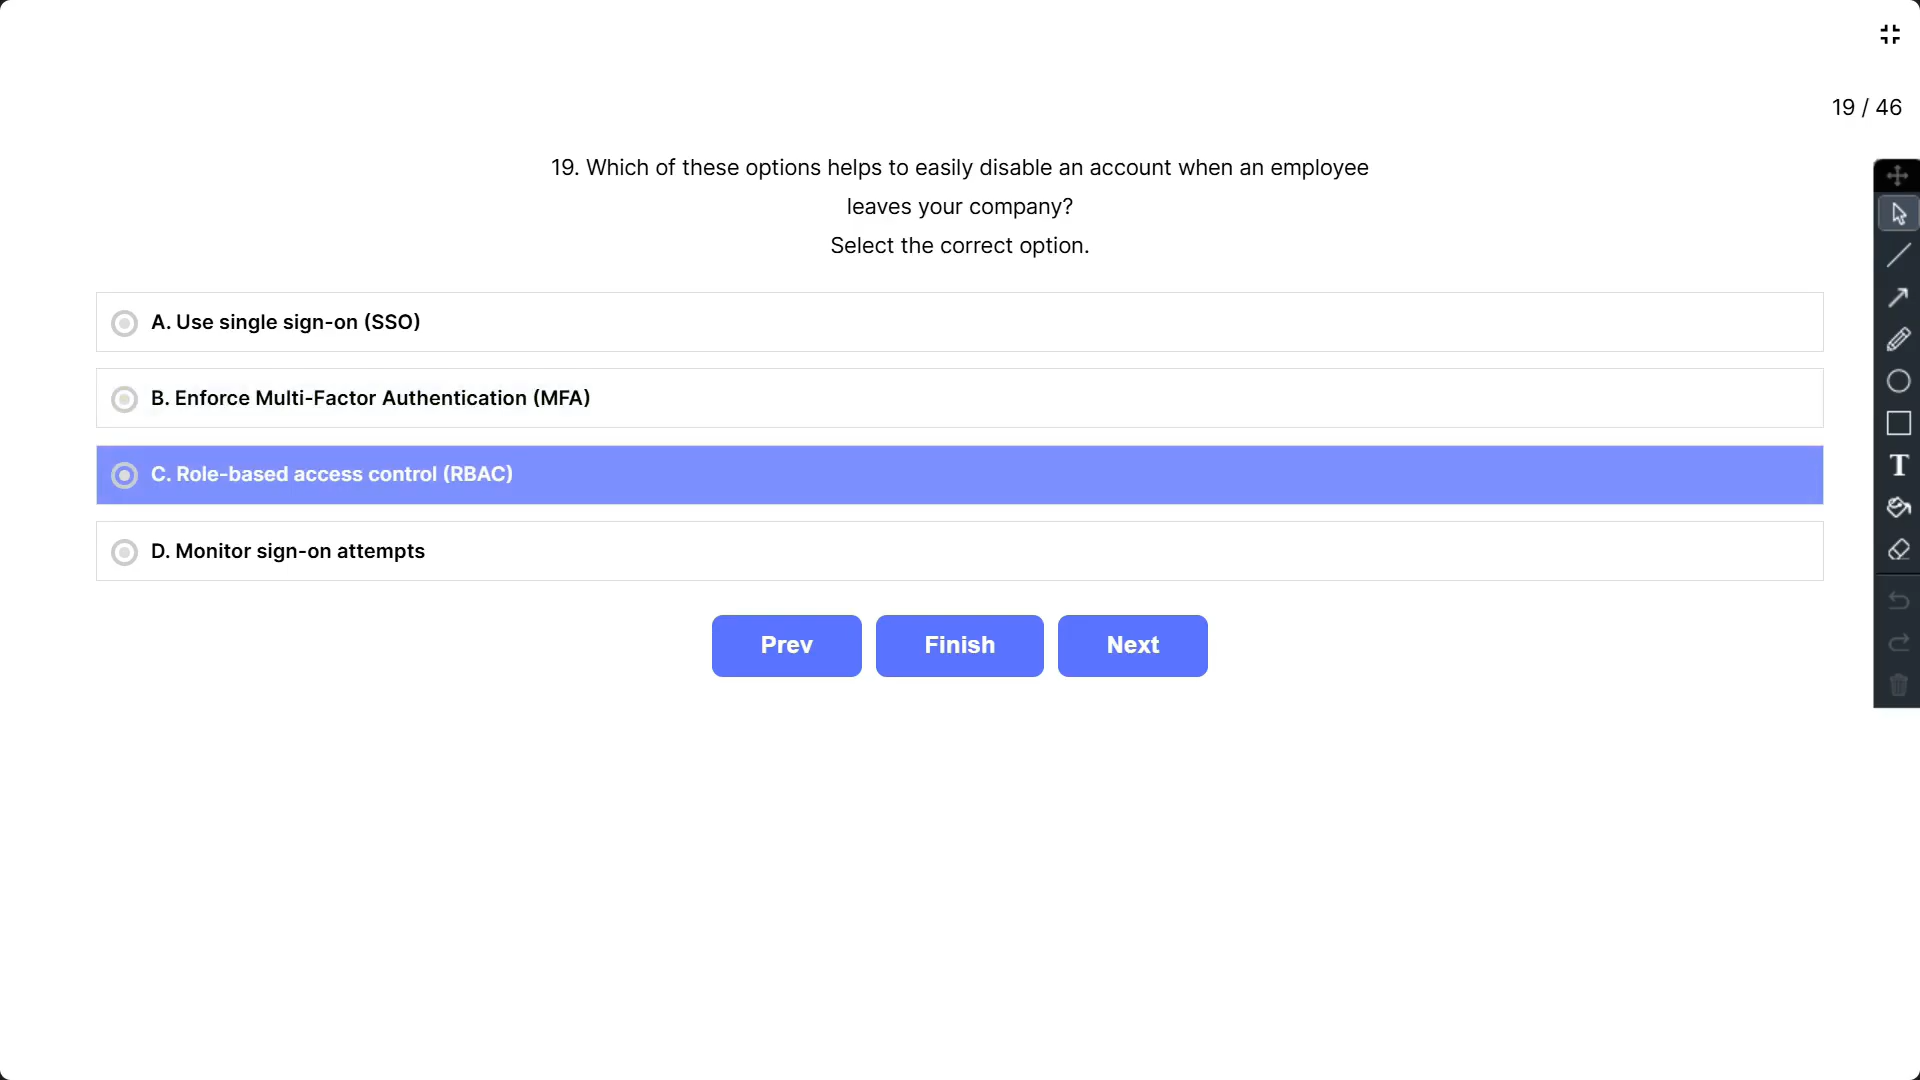 19 / 46
19. Which of these options helps to easily disable an account when an employee
leaves your company?
Select the correct option.
A. Use single sign-on (SSO)
B. Enforce Multi-Factor Authentication (MFA)
C. Role-based access control (RBAC)
D. Monitor sign-on attempts
Prev
Finish
Next
T